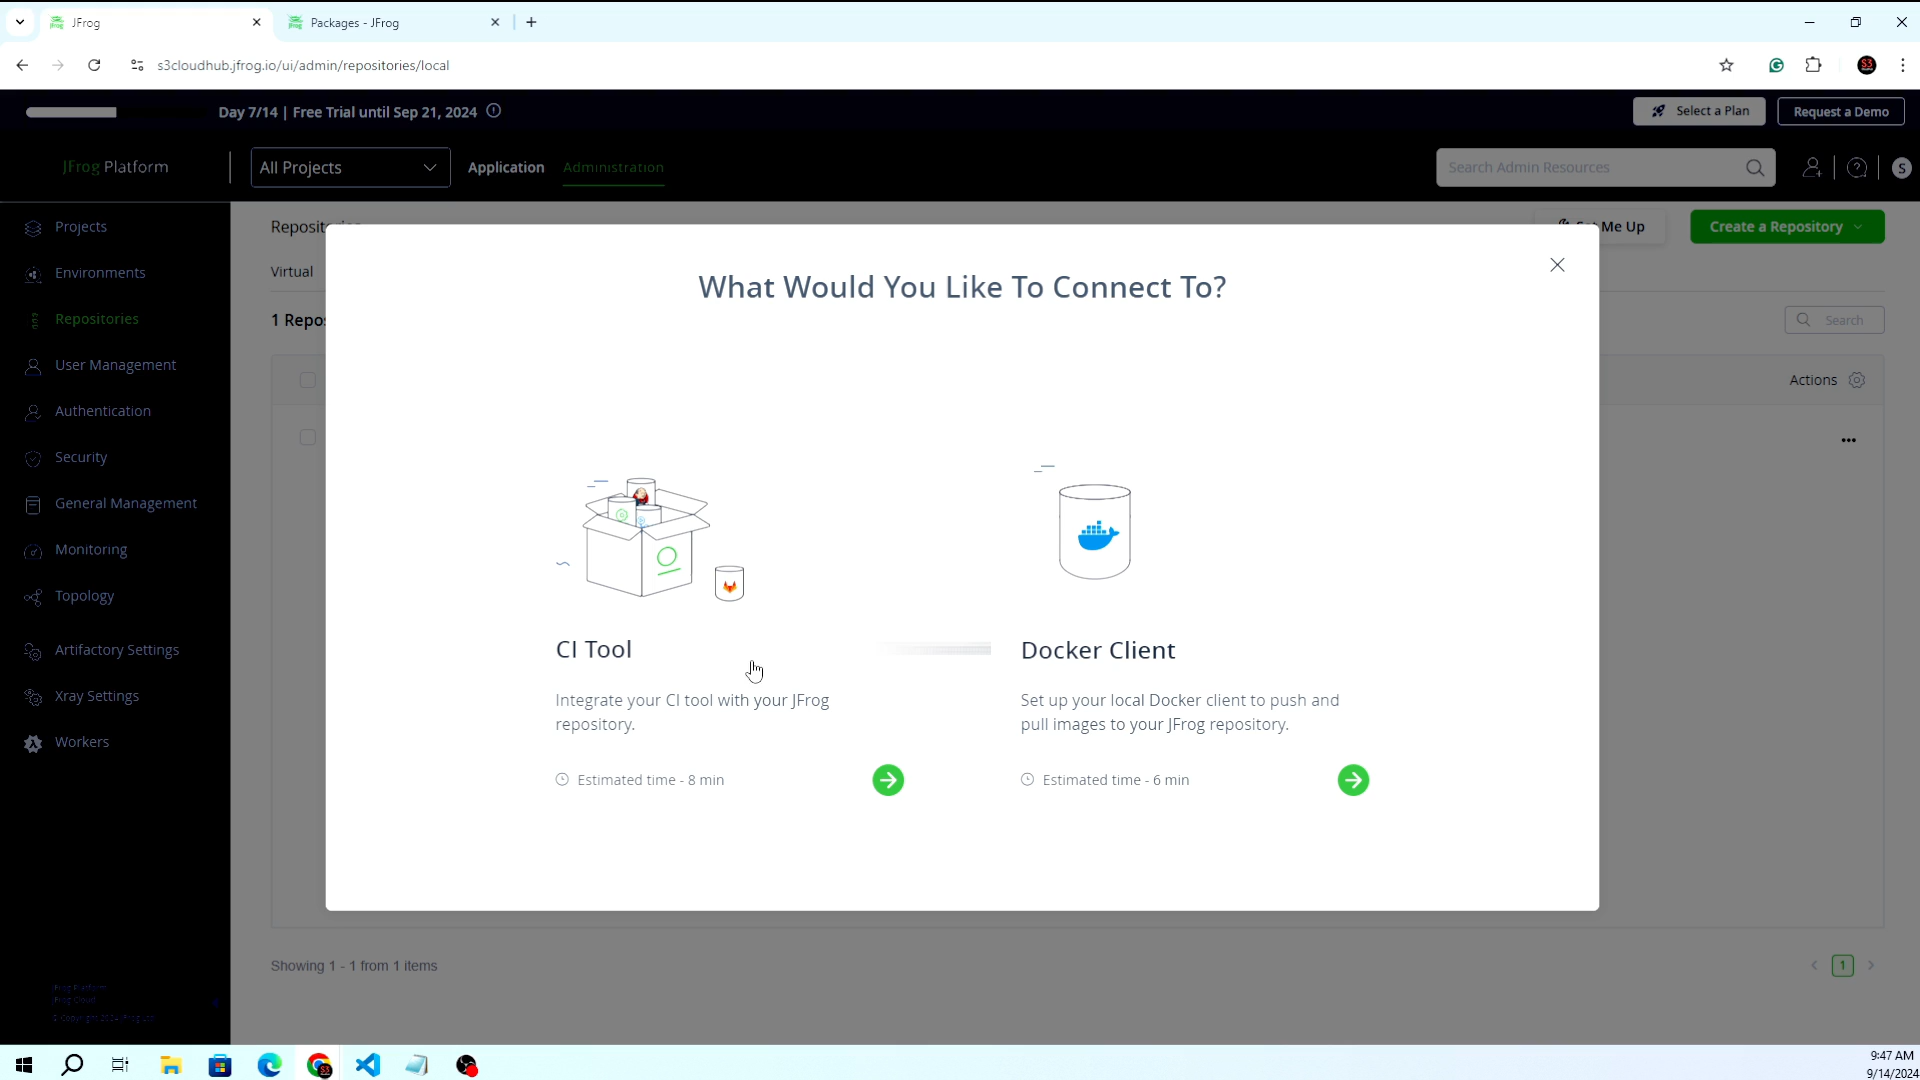 JFrog
Packages - JFrog
s3cloudhub.jfrog.io/ui/admin/repositories/local
Day 7/14 | Free Trial until Sep 21, 2024
Select a Plan
Request a Demo
JFrog Platform
All Projects
Application
Administration
Search Admin Resources
S
Projects
Environments
Repositories
User Management
Authentication
Security
General Management
Monitoring
Topology
Artifactory Settings
Xray Settings
Workers
Me Up
Create a Repository
Virtual
Search
Actions
What Would You Like To Connect To?
CI Tool
Integrate your CI tool with your JFrog
repository.
Estimated time - 8 min
Docker Client
Set up your local Docker client to push and
pull images to your JFrog repository.
Estimated time - 6 min
Showing 1 - 1 from 1 items
1
JFrog Platform
JFrog Cloud
9:47 AM
9/14/2024